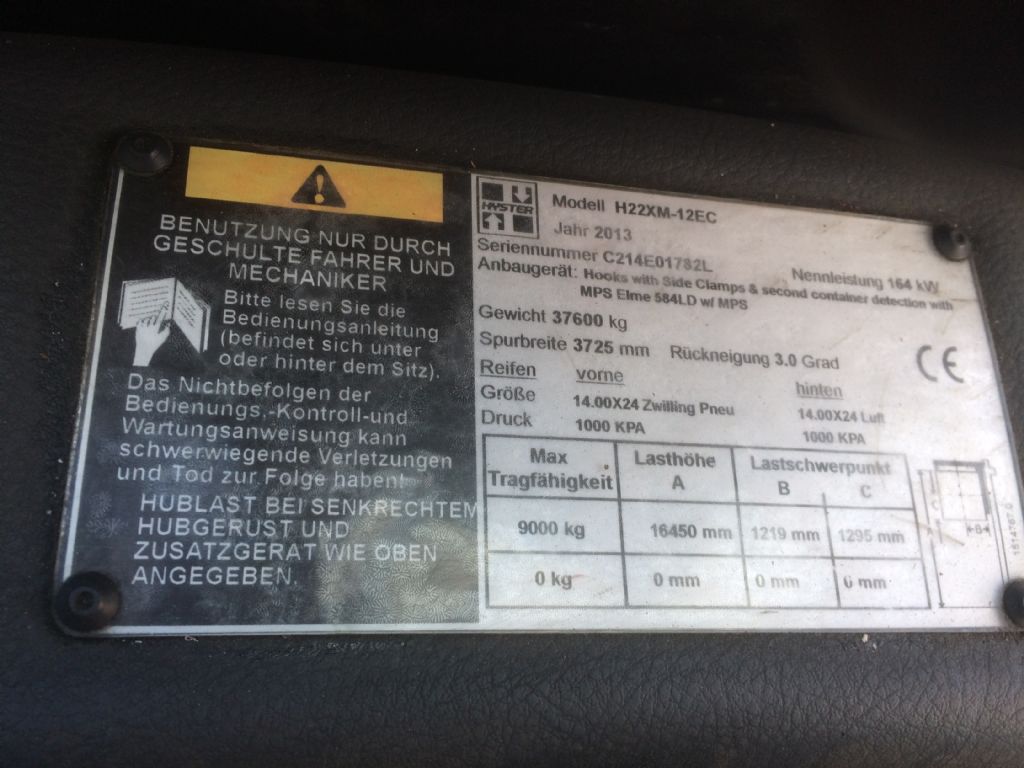 BENUTZUNG NUR DURCH
GESCHULTE FAHRER UND
MECHANIKER
Bitte lesen Sie die
Bedienungsanleitung
(befindet sich unter
oder hinter dem Sitz).
Das Nichtbefolgen der
Bedienungs,-Kontroll-und
Wartungsanweisung kann
schwerwiegende Verletzungen
und Tod zur Folge haben!
HUBLAST BEI SENKRECHTEM
HUBGERÜST UND
ZUSATZGERÄT WIE OBEN
ANGEGEBEN.
HYSTER
Modell H22XM-12EC
Jahr 2013
Seriennummer C214E01782L Nennleistung 164 kW
Anbaugerät: Hooks with Side Clamps & second container detection with
MPS Elme 584LD w/ MPS
Gewicht 37600 kg
Spurbreite 3725 mm Rückneigung 3.0 Grad
CE
Reifen vorne hinten
Größe 14.00X24 Zwilling Pneu 14.00X24 Luft
Druck 1000 KPA 1000 KPA
Max Lasthöhe Lastschwerpunkt
Tragfähigkeit A B C
9000 kg 16450 mm 1219 mm 1295 mm
0 kg 0 mm 0 mm 0 mm
C
B